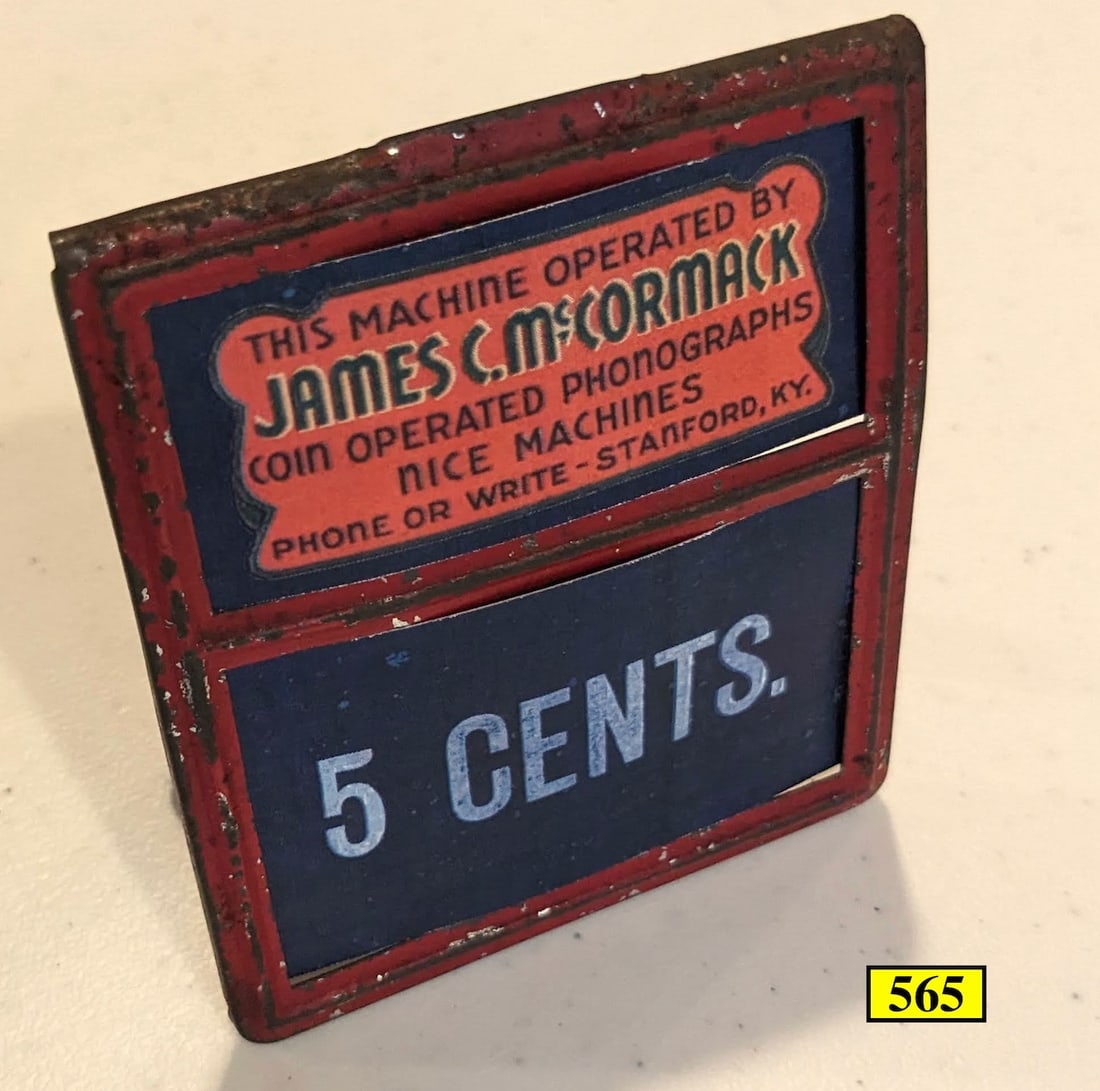 THIS MACHINE OPERATED BY
JAMES C. McCORMACK
COIN OPERATED PHONOGRAPHS
NICE MACHINES
PHONE OR WRITE - STANFORD, KY.
5 CENTS.
565